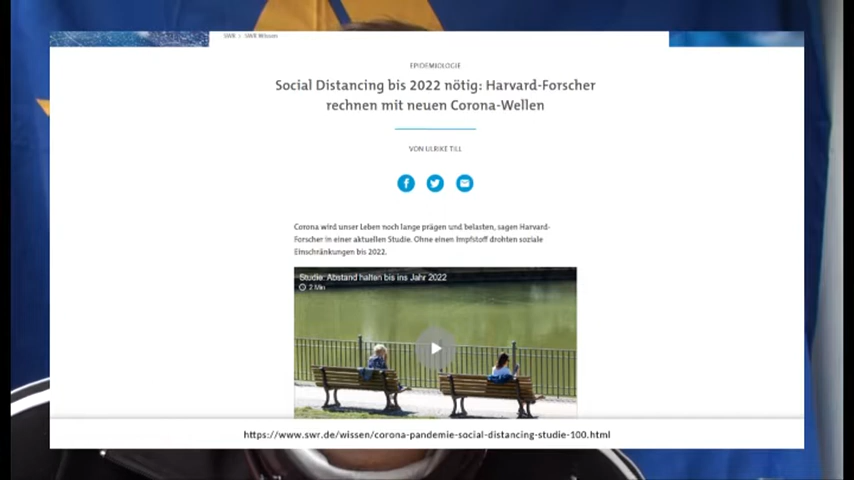 SWR > SWR Wissen
EPIDEMIOLOGIE
Social Distancing bis 2022 nötig: Harvard-Forscher
rechnen mit neuen Corona-Wellen
VON ULRIKE TILL
Corona wird unser Leben noch lange prägen und belasten, sagen Harvard-
Forscher in einer aktuellen Studie. Ohne einen Impfstoff drohten soziale
Einschränkungen bis 2022.
Studie: Abstand halten bis ins Jahr 2022
2 Min
https://www.swr.de/wissen/corona-pandemie-social-distancing-studie-100.html